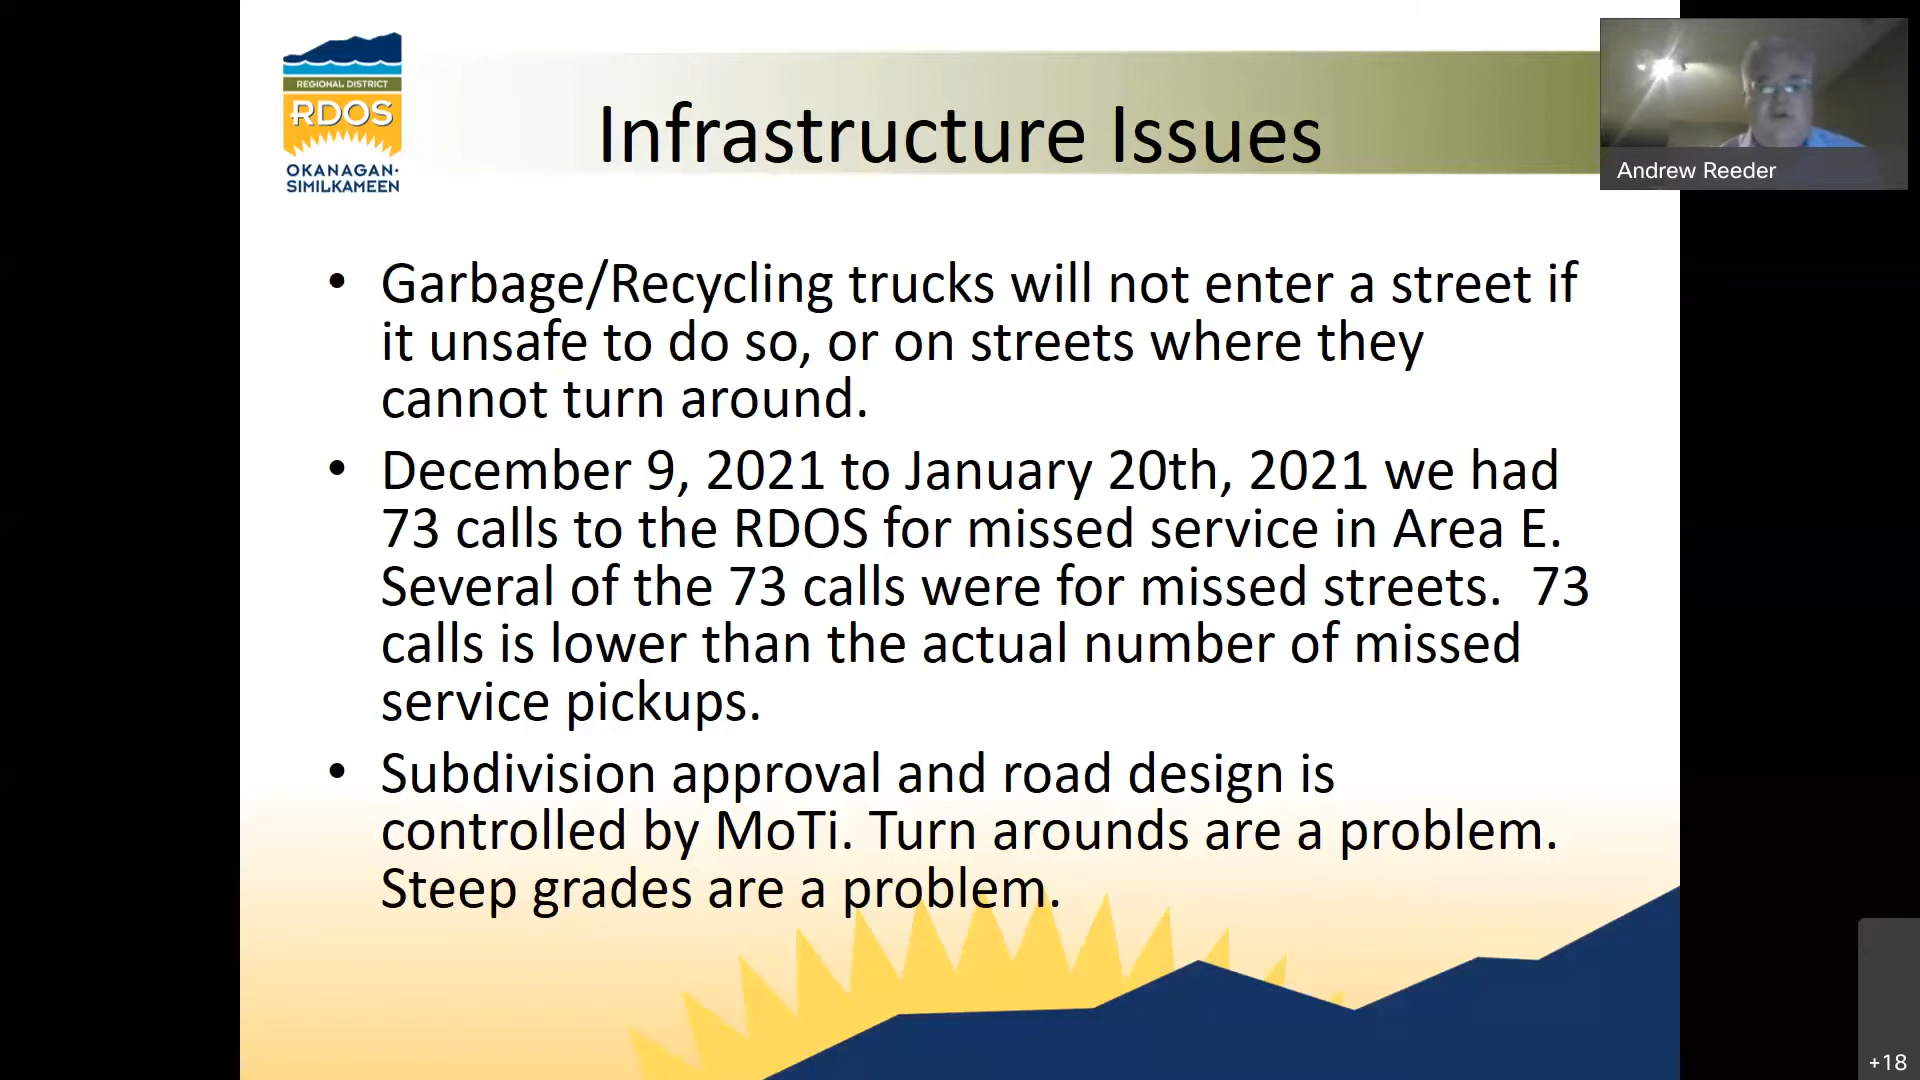 REGIONAL DISTRICT
RDOS
OKANAGAN·
SIMILKAMEEN
Infrastructure Issues
Andrew Reeder
• Garbage/Recycling trucks will not enter a street if
it unsafe to do so, or on streets where they
cannot turn around.
• December 9, 2021 to January 20th, 2021 we had
73 calls to the RDOS for missed service in Area E.
Several of the 73 calls were for missed streets.  73
calls is lower than the actual number of missed
service pickups.
• Subdivision approval and road design is
controlled by MoTi. Turn arounds are a problem.
Steep grades are a problem.
+18